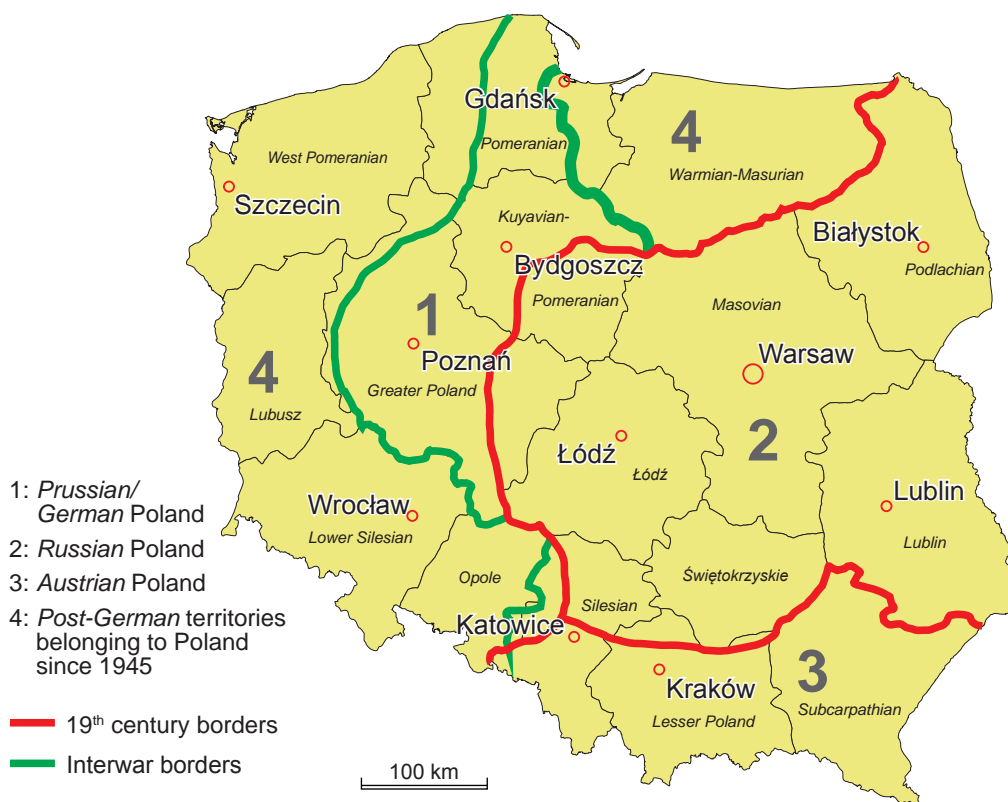 Gdańsk
4
Pomeranian
West Pomeranian
Warmian-Masurian
Szczecin
Kuyavian-
Białystok
Bydgoszcz
Podlachian
Pomeranian
Masovian
1
Poznań
Warsaw
4
Greater Poland
Lubusz
2
Łódź
Łódź
Lublin
1: Prussian/
German Poland
Wrocław
Lower Silesian
Lublin
2: Russian Poland
Świętokrzyskie
3: Austrian Poland
Opole
Silesian
4: Post-German territories
belonging to Poland
since 1945
Katowice
3
Kraków
Subcarpathian
Lesser Poland
19th century borders
Interwar borders
100 km